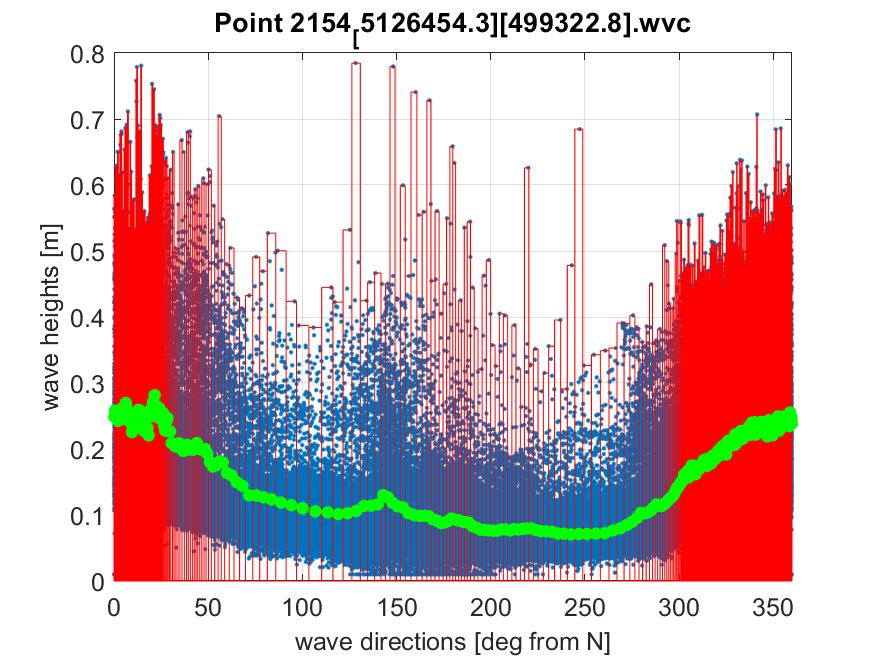 Point 2154[5126454.3][499322.8].wvc
0.8
0.7
0.6
0.5
0.4
0.3
0.2
0.1
0
wave heights [m]
0 50 100 150 200 250 300 350
wave directions [deg from N]